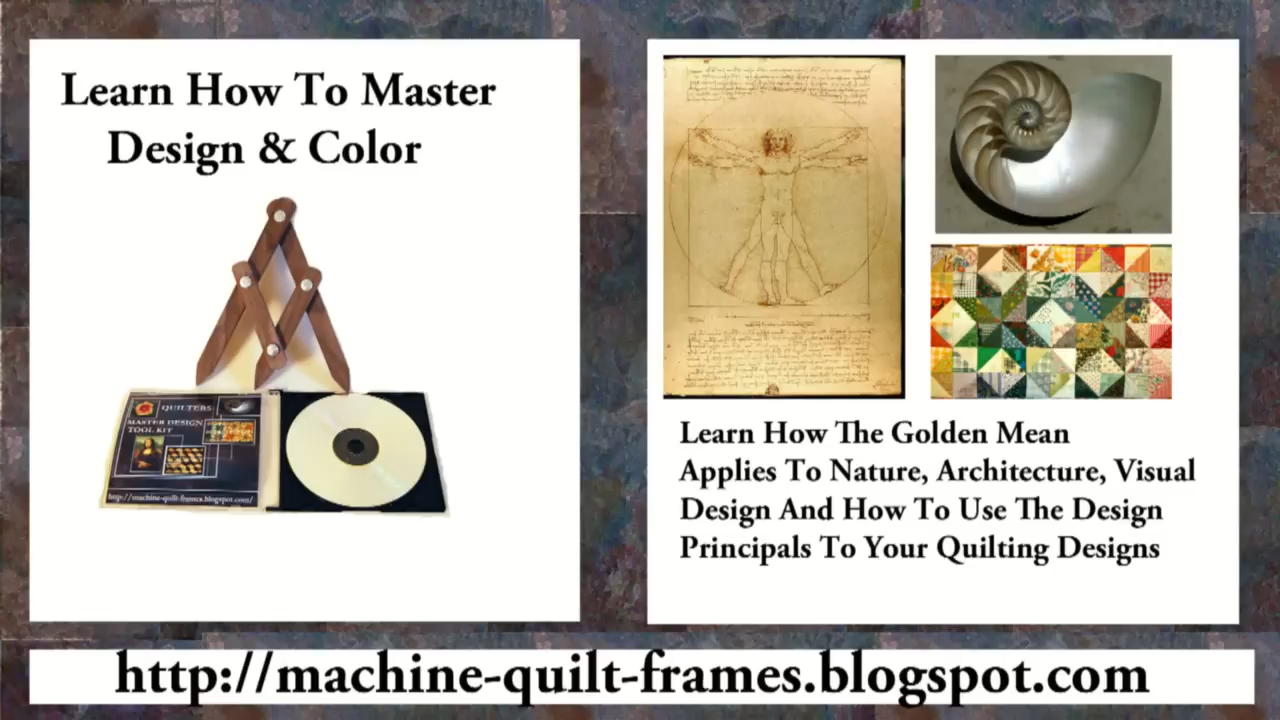 Learn How To Master
Design & Color
QUILTERS
MASTER DESIGN
TOOL KIT
http://machine-quilt-frames.blogspot.com/
Learn How The Golden Mean
Applies To Nature, Architecture, Visual
Design And How To Use The Design
Principals To Your Quilting Designs
http://machine-quilt-frames.blogspot.com